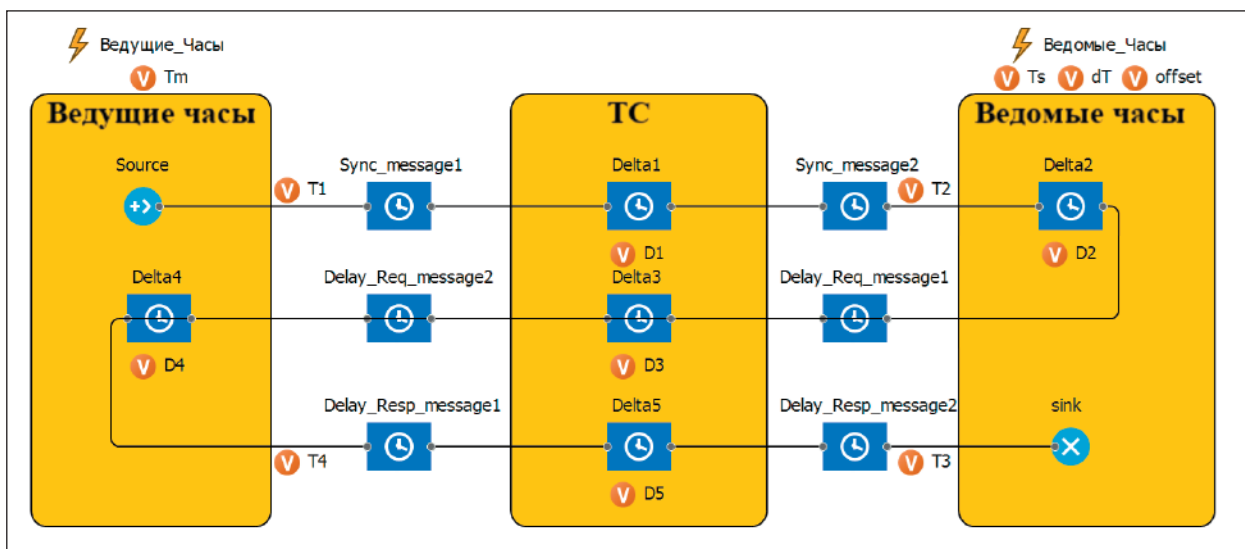 Ведущие_Часы
Ведомые_Часы
V Tm
V Ts V dT V offset
Ведущие часы
ТС
Ведомые часы
Source
Sync_message1
Delta1
Sync_message2
Delta2
V T1
V T2
V D1
V D2
Delta4
Delay_Req_message2
Delta3
Delay_Req_message1
V D4
V D3
Delay_Resp_message1
Delta5
Delay_Resp_message2
sink
V T4
V T3
V D5